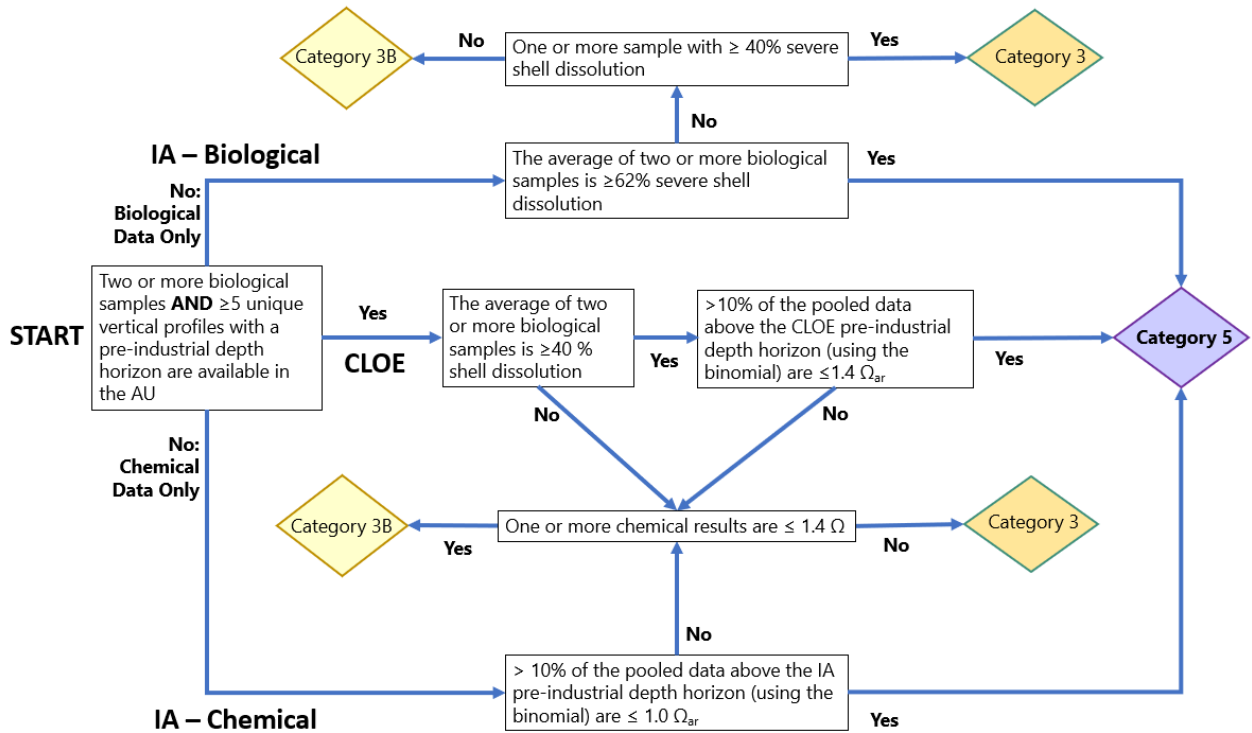 No
One or more sample with ≥ 40% severe
shell dissolution
Yes
Category 3B
Category 3
No
IA – Biological
The average of two or more biological
samples is ≥62% severe shell
dissolution
Yes
No:
Biological
Data Only
START
Two or more biological
samples AND ≥5 unique
vertical profiles with a
pre-industrial depth
horizon are available in
the AU
Yes
CLOE
The average of two
or more biological
samples is ≥40 %
shell dissolution
Yes
>10% of the pooled data
above the CLOE pre-industrial
depth horizon (using the
binomial) are ≤1.4 Ωar
Yes
Category 5
No
No
No:
Chemical
Data Only
Category 3B
Yes
One or more chemical results are ≤ 1.4 Ω
No
Category 3
No
> 10% of the pooled data above the IA
pre-industrial depth horizon (using the
binomial) are ≤ 1.0 Ωar
Yes
IA – Chemical